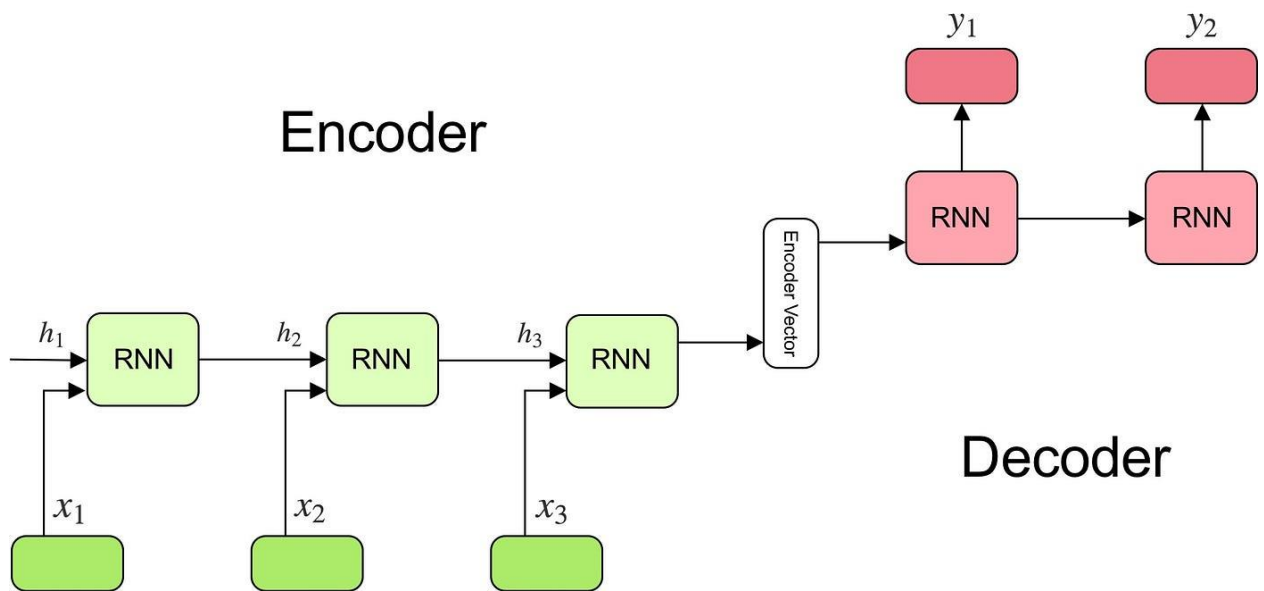 y₁
y₂
Encoder
RNN
RNN
Encoder Vector
h₁
RNN
h₂
RNN
h₃
RNN
Decoder
x₁
x₂
x₃